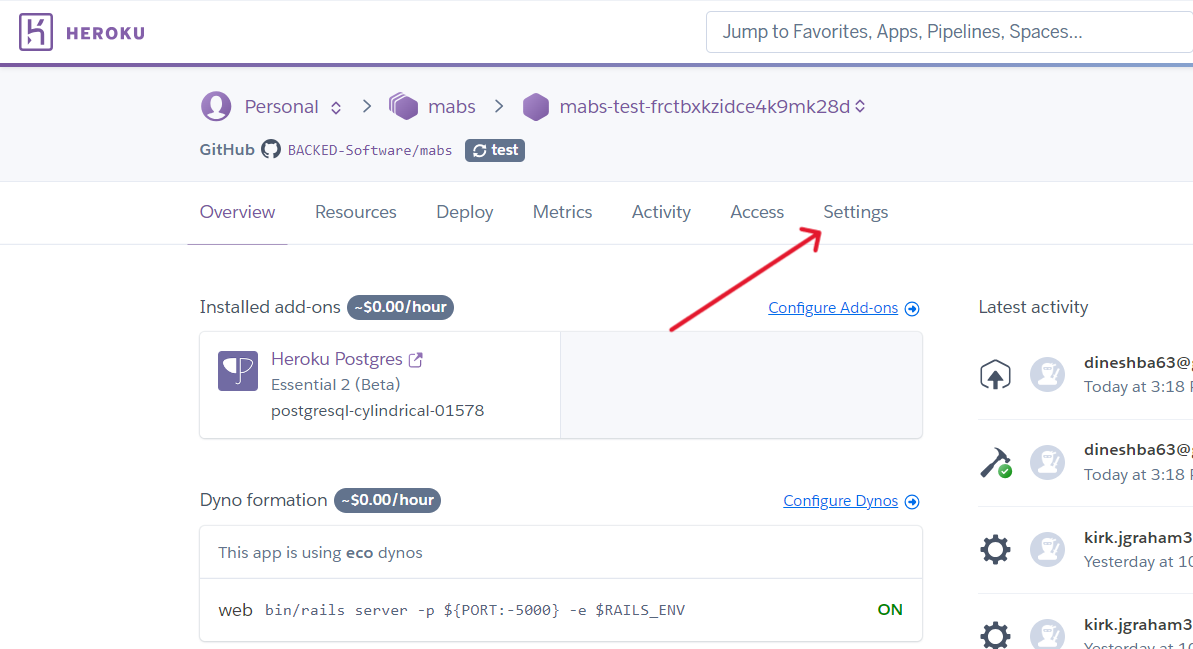 HEROKU
Jump to Favorites, Apps, Pipelines, Spaces...
Personal > mabs > mabs-test-frctbxkzidce4k9mk28d
GitHub BACKED-Software/mabs test
Overview Resources Deploy Metrics Activity Access Settings
Installed add-ons ~$0.00/hour Configure Add-ons
Heroku Postgres
Essential 2 (Beta)
postgresql-cylindrical-01578
Dyno formation ~$0.00/hour Configure Dynos
This app is using eco dynos
web bin/rails server -p ${PORT:-5000} -e $RAILS_ENV ON
Latest activity
dineshba63@
Today at 3:18
dineshba63@
Today at 3:18
kirk.jgraham3
Yesterday at 10
kirk.jgraham3
Yesterday at 10